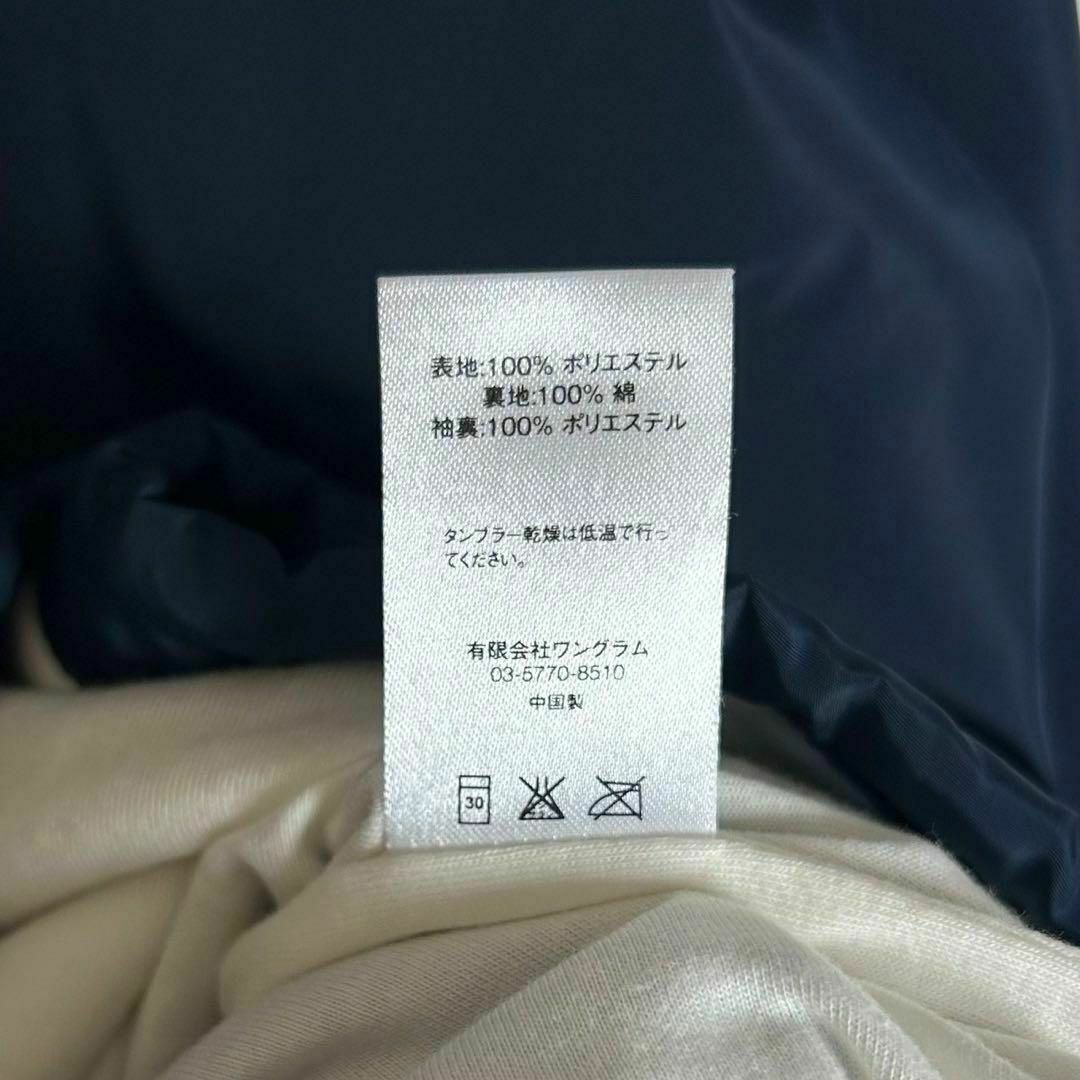 表地:100% ポリエステル
裏地:100% 綿
袖裏:100% ポリエステル
タンブラー乾燥は低温で行っ
てください。
有限会社ワングラム
03-5770-8510
中国製
30